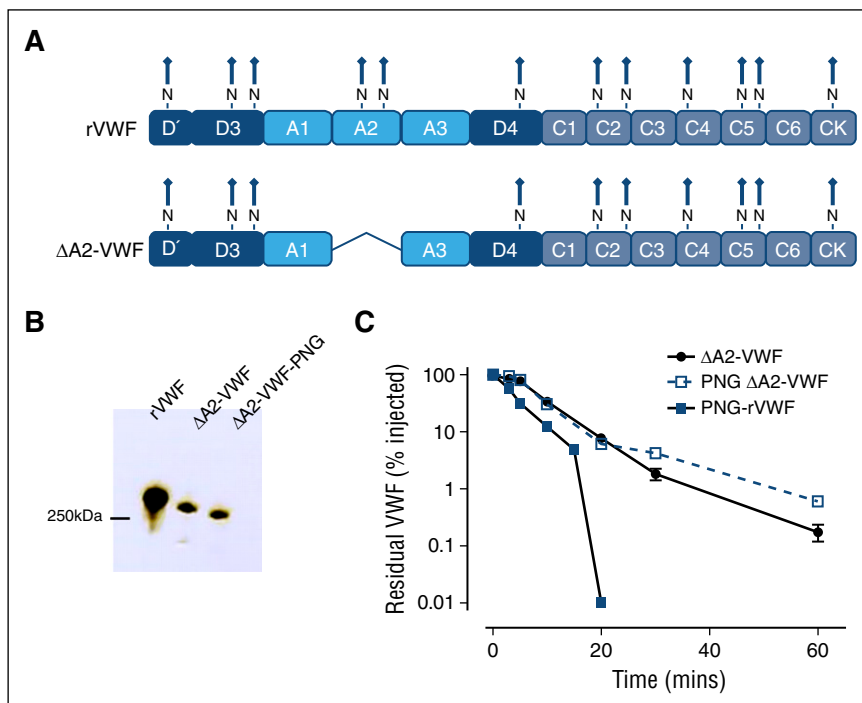 A
N N N N N N N N N N N N
rVWF D´ D3 A1 A2 A3 D4 C1 C2 C3 C4 C5 C6 CK
N N N N N N N N N N
ΔA2-VWF D´ D3 A1 A3 D4 C1 C2 C3 C4 C5 C6 CK
B
rVWF
ΔA2-VWF
ΔA2-VWF-PNG
250kDa
C
ΔA2-VWF
PNG ΔA2-VWF
PNG-rVWF
Residual VWF (% injected)
100
10
1
0.1
0.01
0 20 40 60
Time (mins)